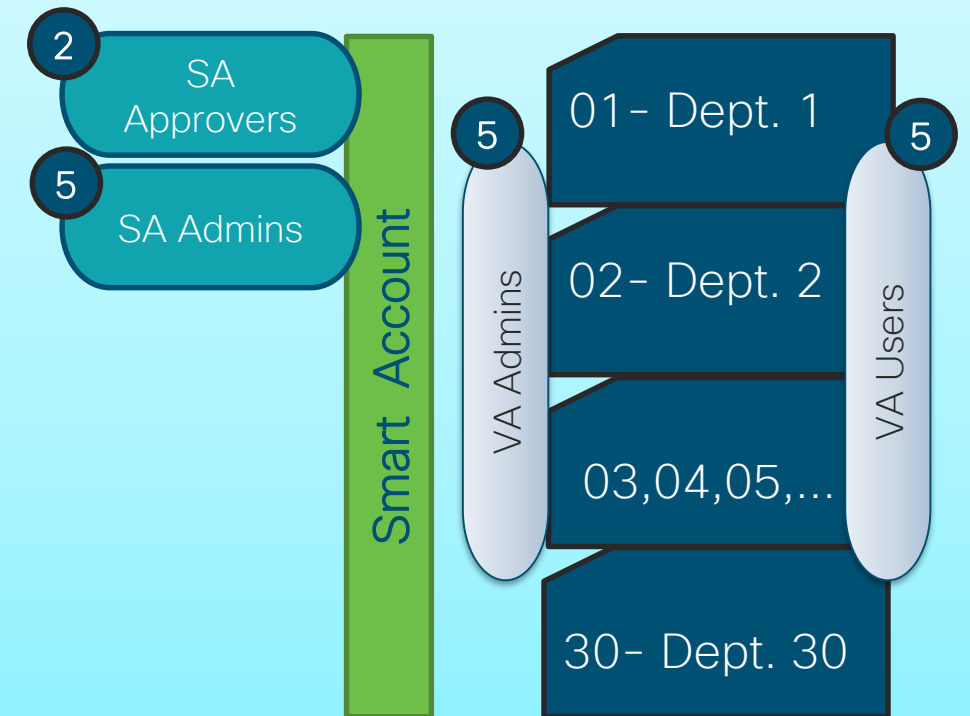 2
SA
Approvers
5
SA Admins
Smart Account
5
VA Admins
01- Dept. 1
02- Dept. 2
03,04,05,...
30- Dept. 30
5
VA Users